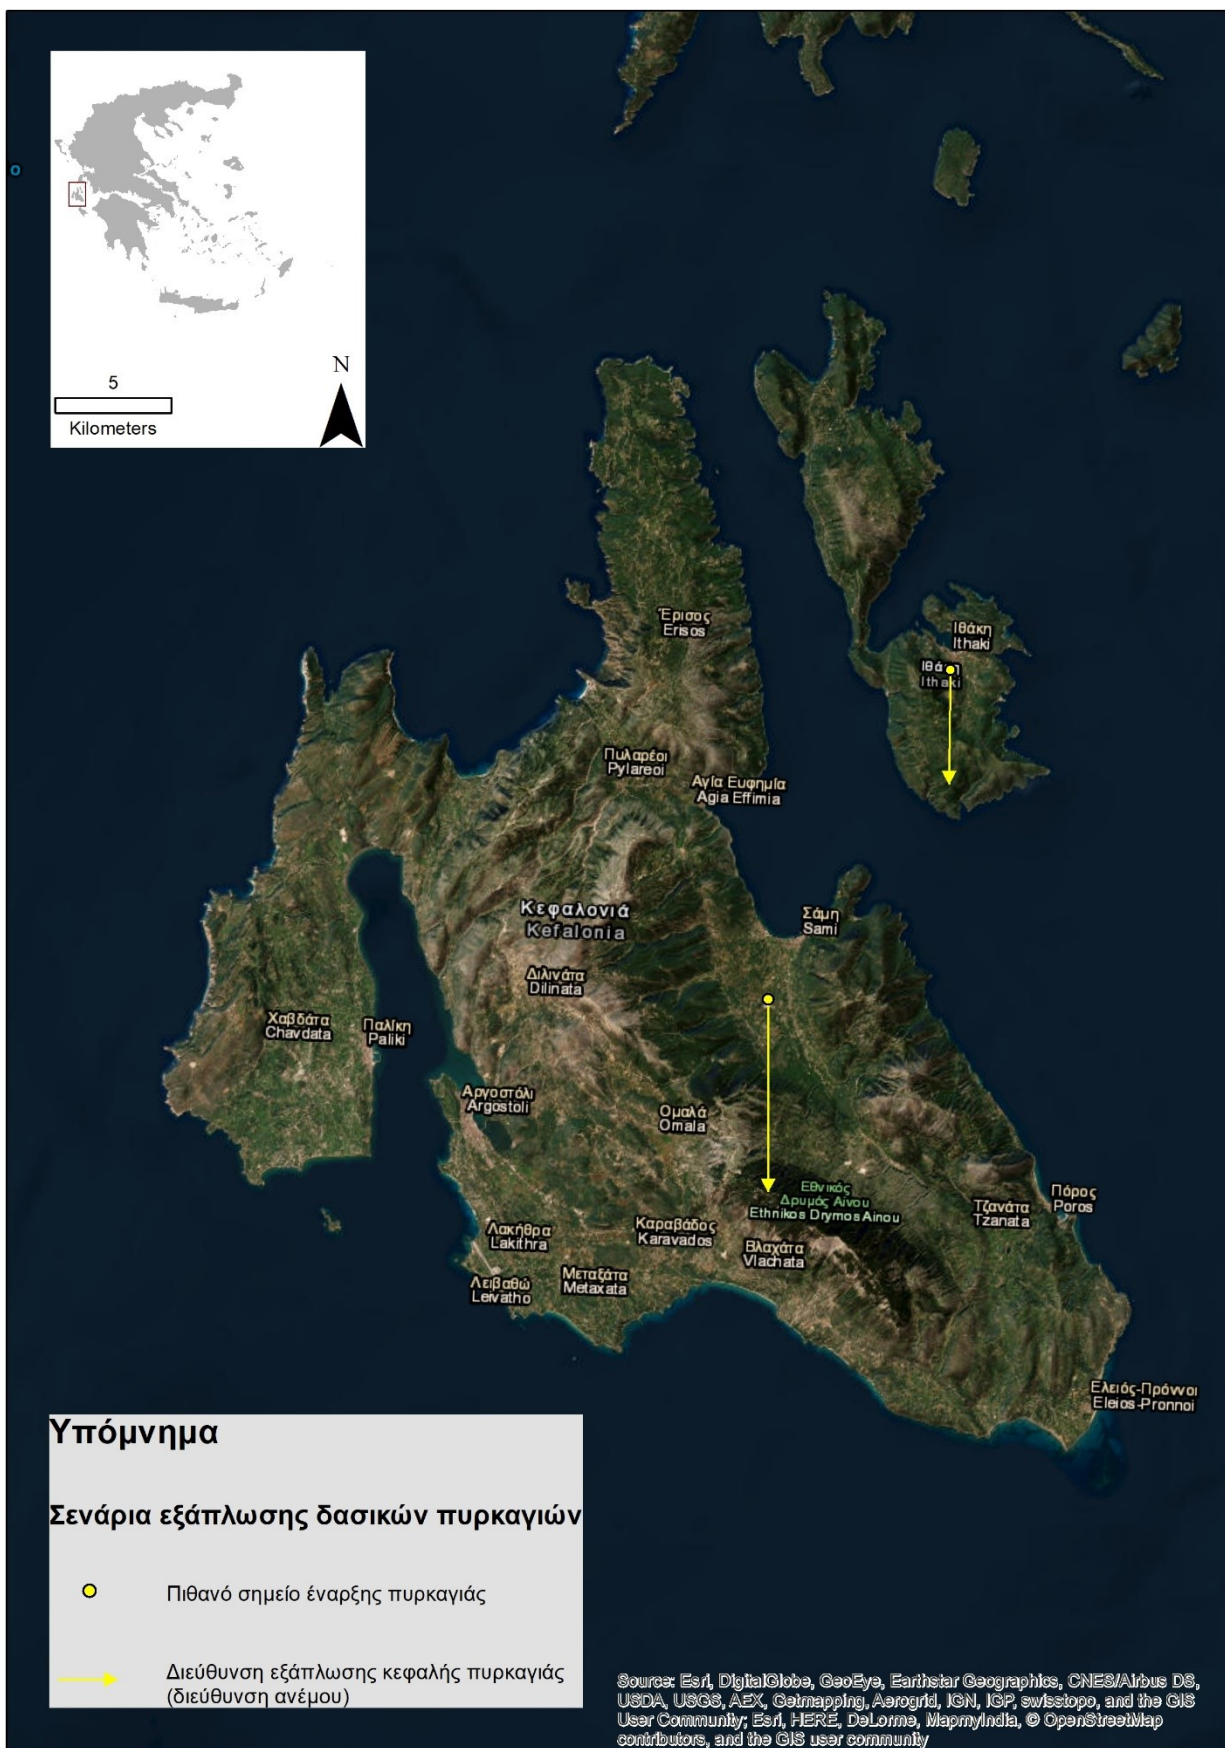 N
5
Kilometers
Έρισος
Erisos
Ιθάκη
Ithaki
Ιθάκη
Ithaki
Πυλαρέοι
Pylareoi
Αγία Ευφημία
Agia Effimia
Κεφαλονιά
Kefalonia
Σάμη
Sami
Διλινάτα
Dilinata
Χαβδάτα
Chavdata
Παλίκη
Paliki
Αργοστόλι
Argostoli
Ομαλά
Omala
Εθνικός
Δρυμός Αίνου
Ethnikos Drymos Ainou
Τζανάτα
Tzanata
Πόρος
Poros
Λακήθρα
Lakithra
Καραβάδος
Karavados
Βλαχάτα
Vlachata
Λειβαθώ
Leivatho
Μεταξάτα
Metaxata
Ελειός-Πρόννοι
Eleios-Pronnoi
Υπόμνημα
Σενάρια εξάπλωσης δασικών πυρκαγιών
Πιθανό σημείο έναρξης πυρκαγιάς
Διεύθυνση εξάπλωσης κεφαλής πυρκαγιάς
(διεύθυνση ανέμου)
Source: Esri, DigitalGlobe, GeoEye, Earthstar Geographics, CNES/Airbus DS,
USDA, USGS, AEX, Getmapping, Aerogrid, IGN, IGP, swisstopo, and the GIS
User Community; Esri, HERE, DeLorme, MapmyIndia, © OpenStreetMap
contributors, and the GIS user community